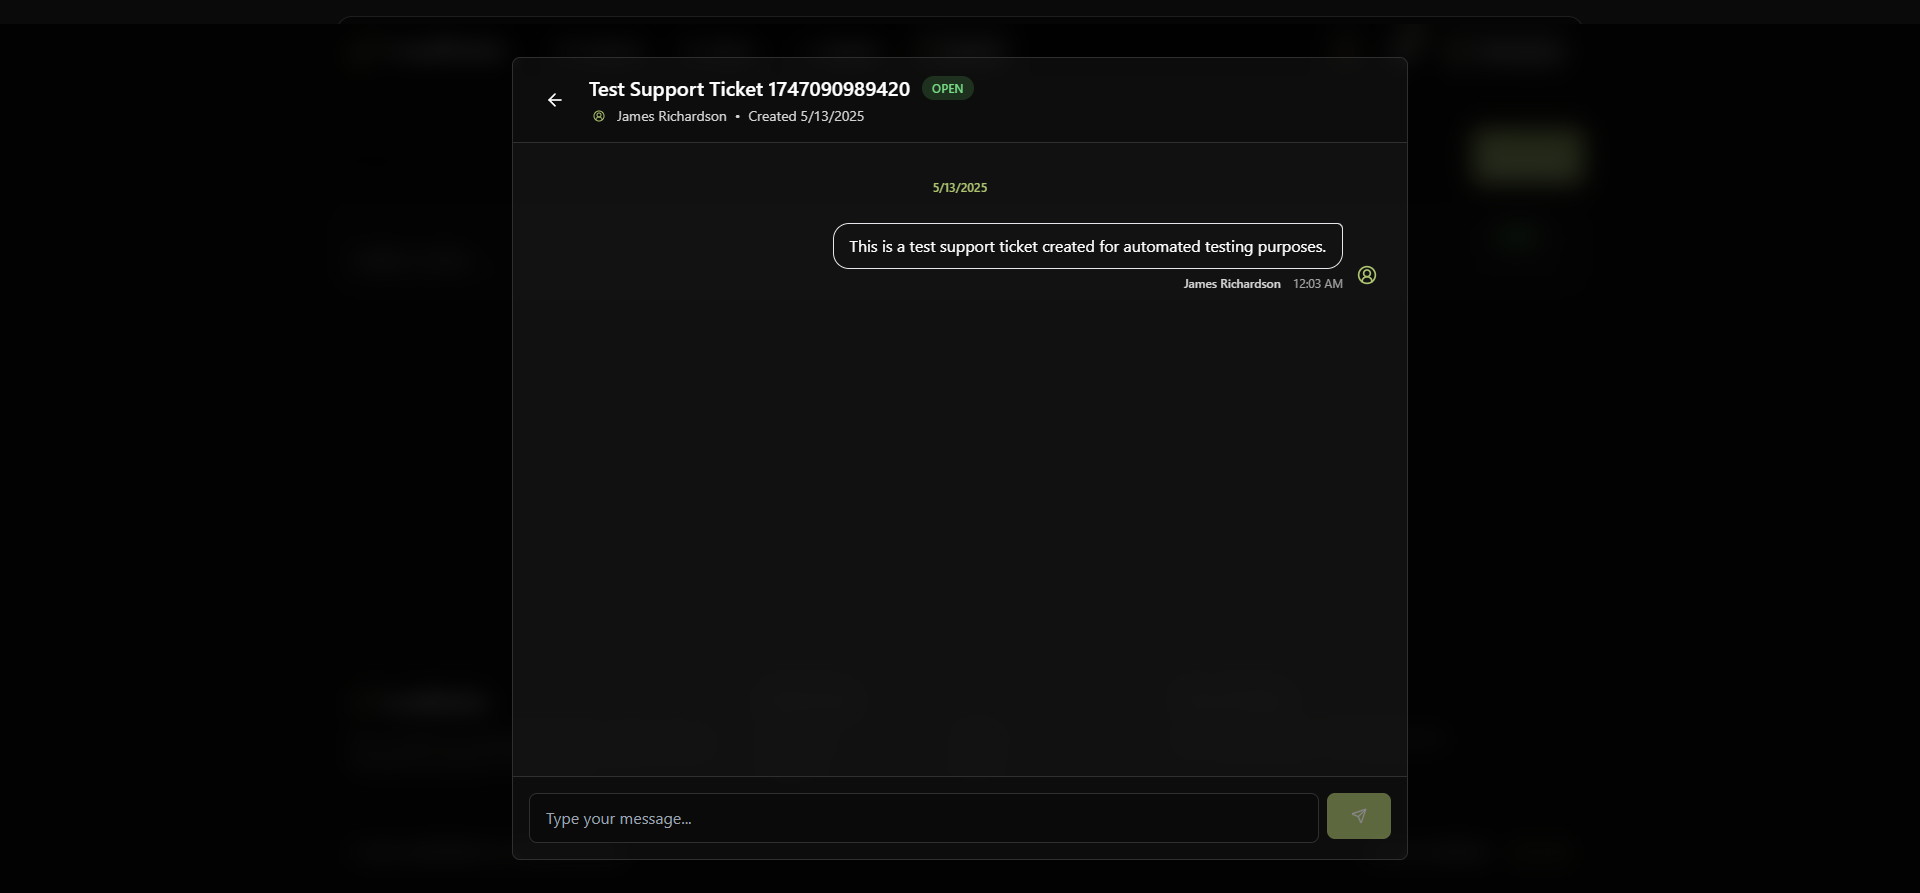 Test Support Ticket 1747090989420 OPEN
James Richardson • Created 5/13/2025
5/13/2025
This is a test support ticket created for automated testing purposes.
James Richardson 12:03 AM
Type your message...